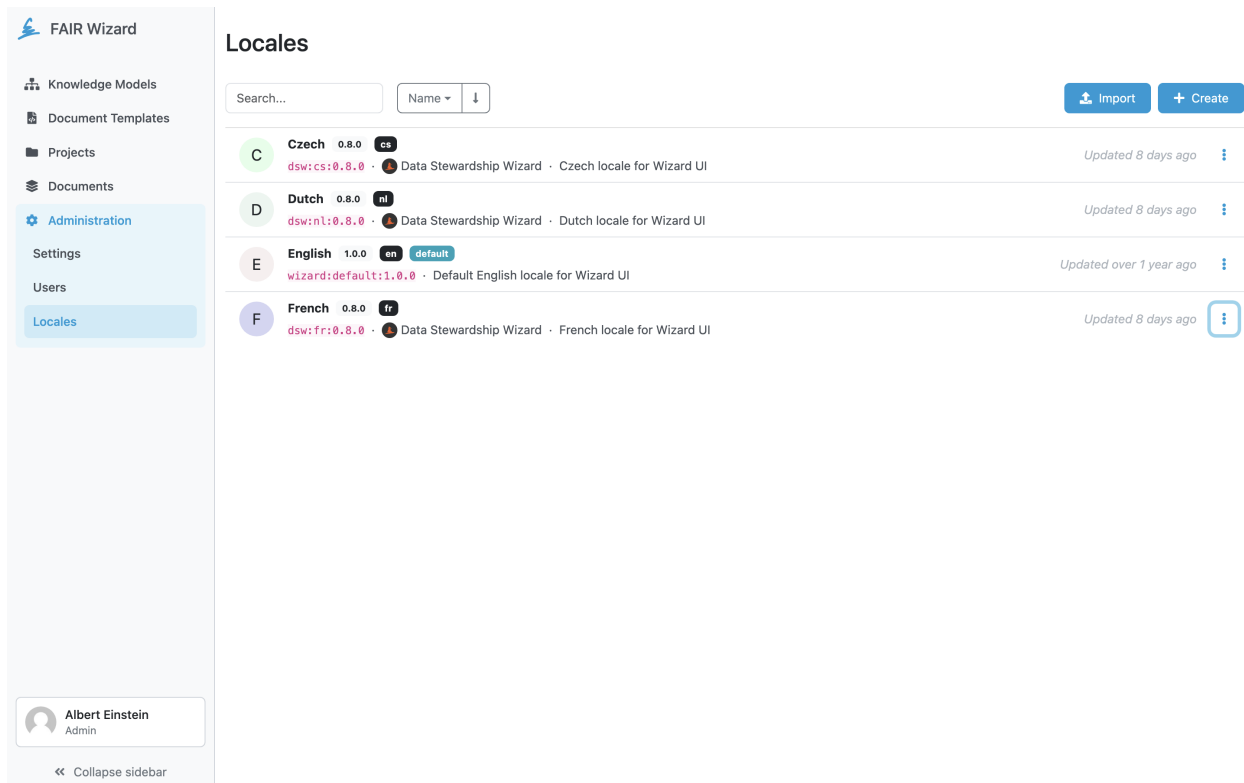 FAIR Wizard
Knowledge Models
Document Templates
Projects
Documents
Administration
Settings
Users
Locales
Albert Einstein
Admin
Collapse sidebar
Locales
Search...
Name
Import
Create
C
Czech 0.8.0 cs
dsw:cs:0.8.0 · Data Stewardship Wizard · Czech locale for Wizard UI
Updated 8 days ago
D
Dutch 0.8.0 nl
dsw:nl:0.8.0 · Data Stewardship Wizard · Dutch locale for Wizard UI
Updated 8 days ago
E
English 1.0.0 en default
wizard:default:1.0.0 · Default English locale for Wizard UI
Updated over 1 year ago
F
French 0.8.0 fr
dsw:fr:0.8.0 · Data Stewardship Wizard · French locale for Wizard UI
Updated 8 days ago